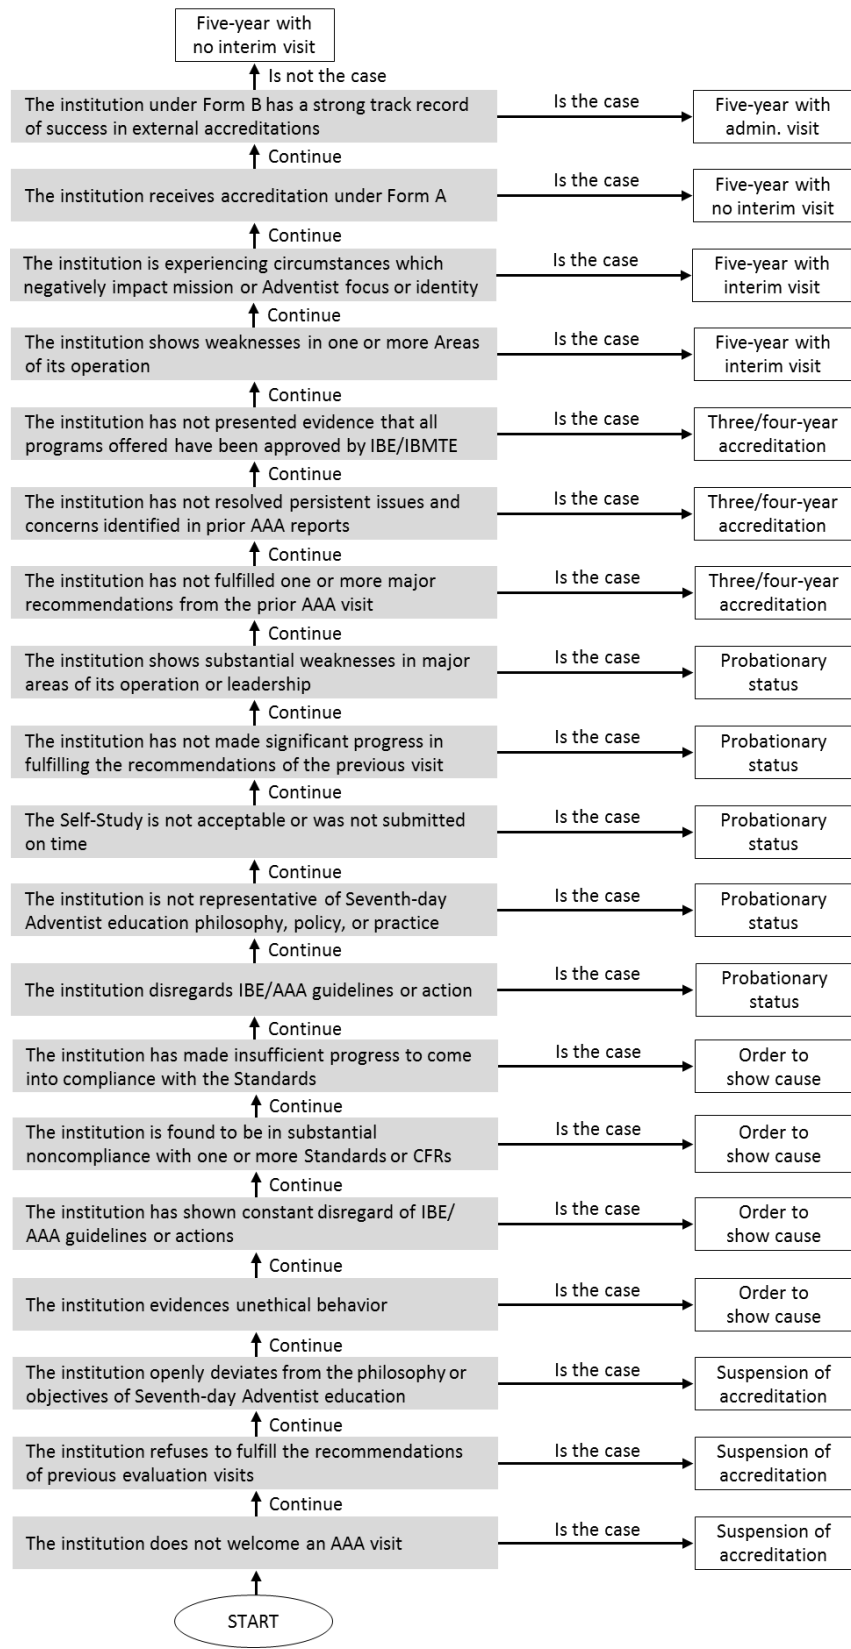 Five-year with
no interim visit
Is not the case
The institution under Form B has a strong track record
of success in external accreditations
Is the case
Five-year with
admin. visit
Continue
The institution receives accreditation under Form A
Is the case
Five-year with
no interim visit
Continue
The institution is experiencing circumstances which
negatively impact mission or Adventist focus or identity
Is the case
Five-year with
interim visit
Continue
The institution shows weaknesses in one or more Areas
of its operation
Is the case
Five-year with
interim visit
Continue
The institution has not presented evidence that all
programs offered have been approved by IBE/IBMTE
Is the case
Three/four-year
accreditation
Continue
The institution has not resolved persistent issues and
concerns identified in prior AAA reports
Is the case
Three/four-year
accreditation
Continue
The institution has not fulfilled one or more major
recommendations from the prior AAA visit
Is the case
Three/four-year
accreditation
Continue
The institution shows substantial weaknesses in major
areas of its operation or leadership
Is the case
Probationary
status
Continue
The institution has not made significant progress in
fulfilling the recommendations of the previous visit
Is the case
Probationary
status
Continue
The Self-Study is not acceptable or was not submitted
on time
Is the case
Probationary
status
Continue
The institution is not representative of Seventh-day
Adventist education philosophy, policy, or practice
Is the case
Probationary
status
Continue
The institution disregards IBE/AAA guidelines or action
Is the case
Probationary
status
Continue
The institution has made insufficient progress to come
into compliance with the Standards
Is the case
Order to
show cause
Continue
The institution is found to be in substantial
noncompliance with one or more Standards or CFRs
Is the case
Order to
show cause
Continue
The institution has shown constant disregard of IBE/
AAA guidelines or actions
Is the case
Order to
show cause
Continue
The institution evidences unethical behavior
Is the case
Order to
show cause
Continue
The institution openly deviates from the philosophy or
objectives of Seventh-day Adventist education
Is the case
Suspension of
accreditation
Continue
The institution refuses to fulfill the recommendations
of previous evaluation visits
Is the case
Suspension of
accreditation
Continue
The institution does not welcome an AAA visit
Is the case
Suspension of
accreditation
START